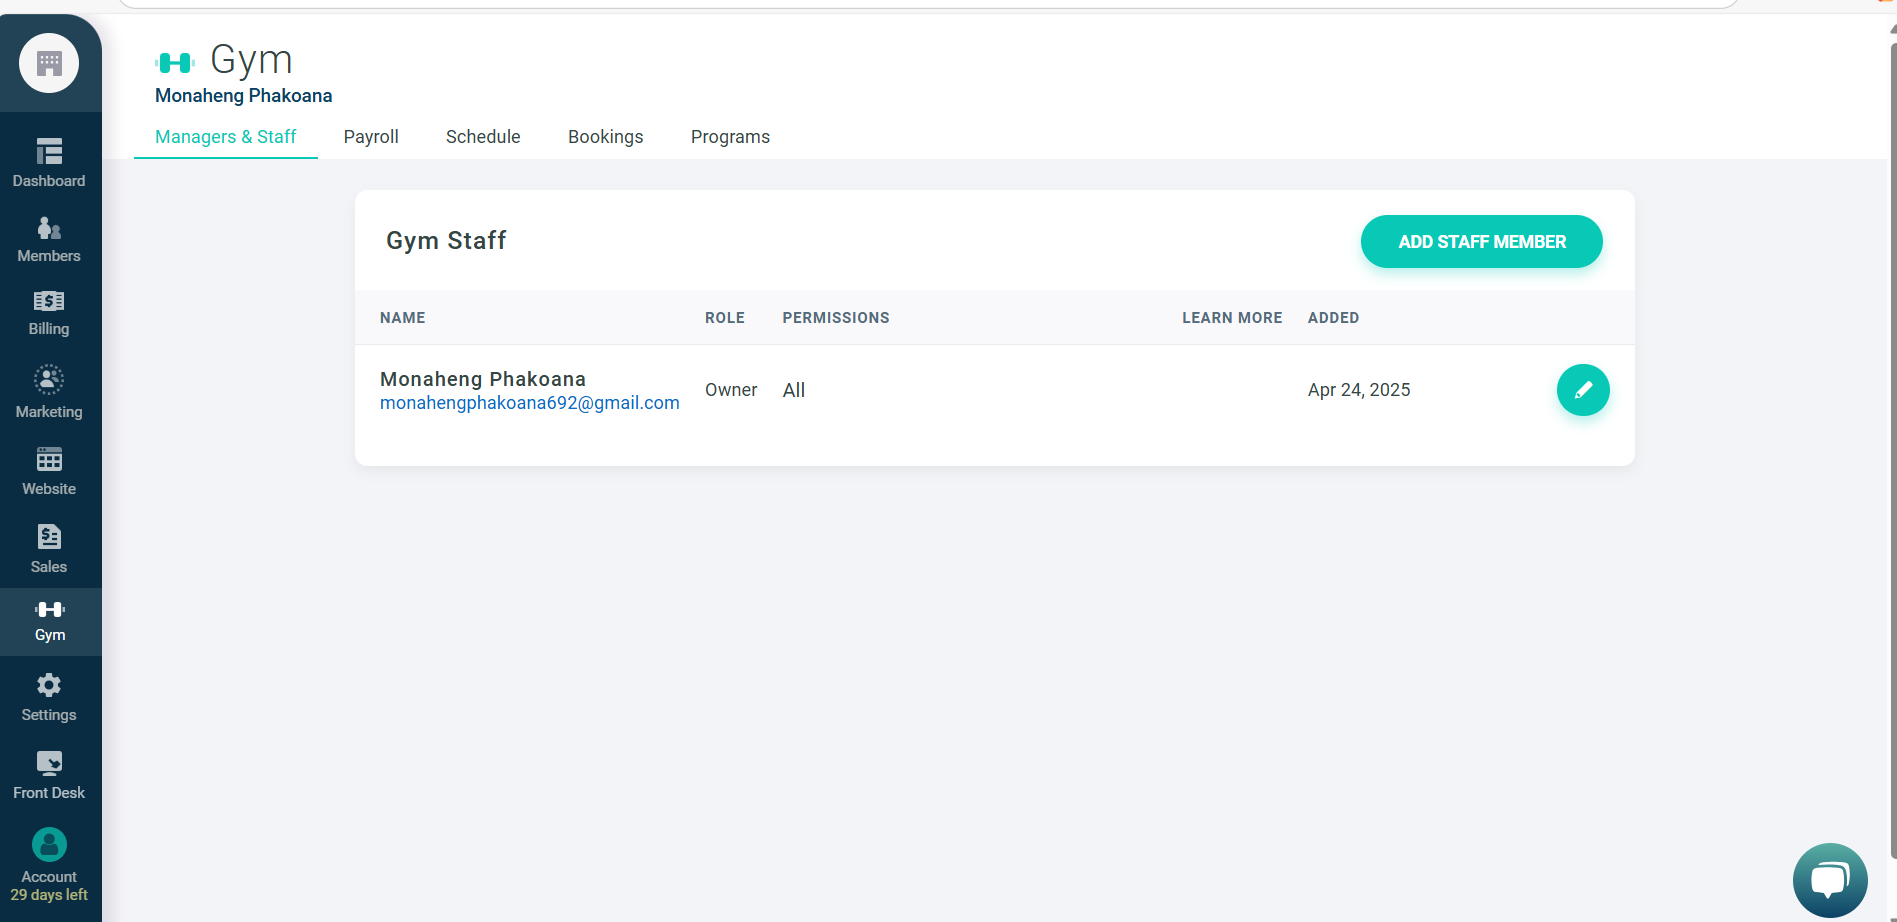 Gym
Monaheng Phakoana
Managers & Staff Payroll Schedule Bookings Programs
Dashboard
Members
Billing
Marketing
Website
Sales
Gym
Settings
Front Desk
Account
29 days left
Gym Staff
ADD STAFF MEMBER
NAME ROLE PERMISSIONS LEARN MORE ADDED
Monaheng Phakoana
monahengphakoana692@gmail.com
Owner All Apr 24, 2025